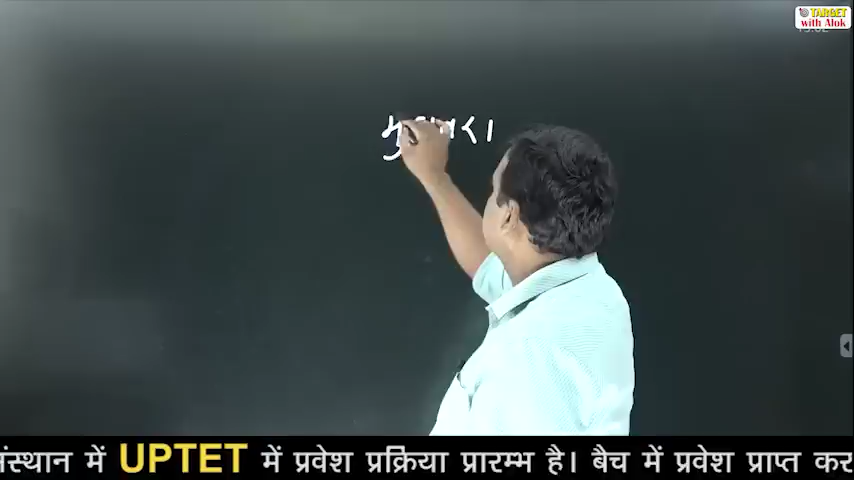 TARGET
with Alok
संस्थान में UPTET में प्रवेश प्रक्रिया प्रारम्भ है। बैच में प्रवेश प्राप्त कर